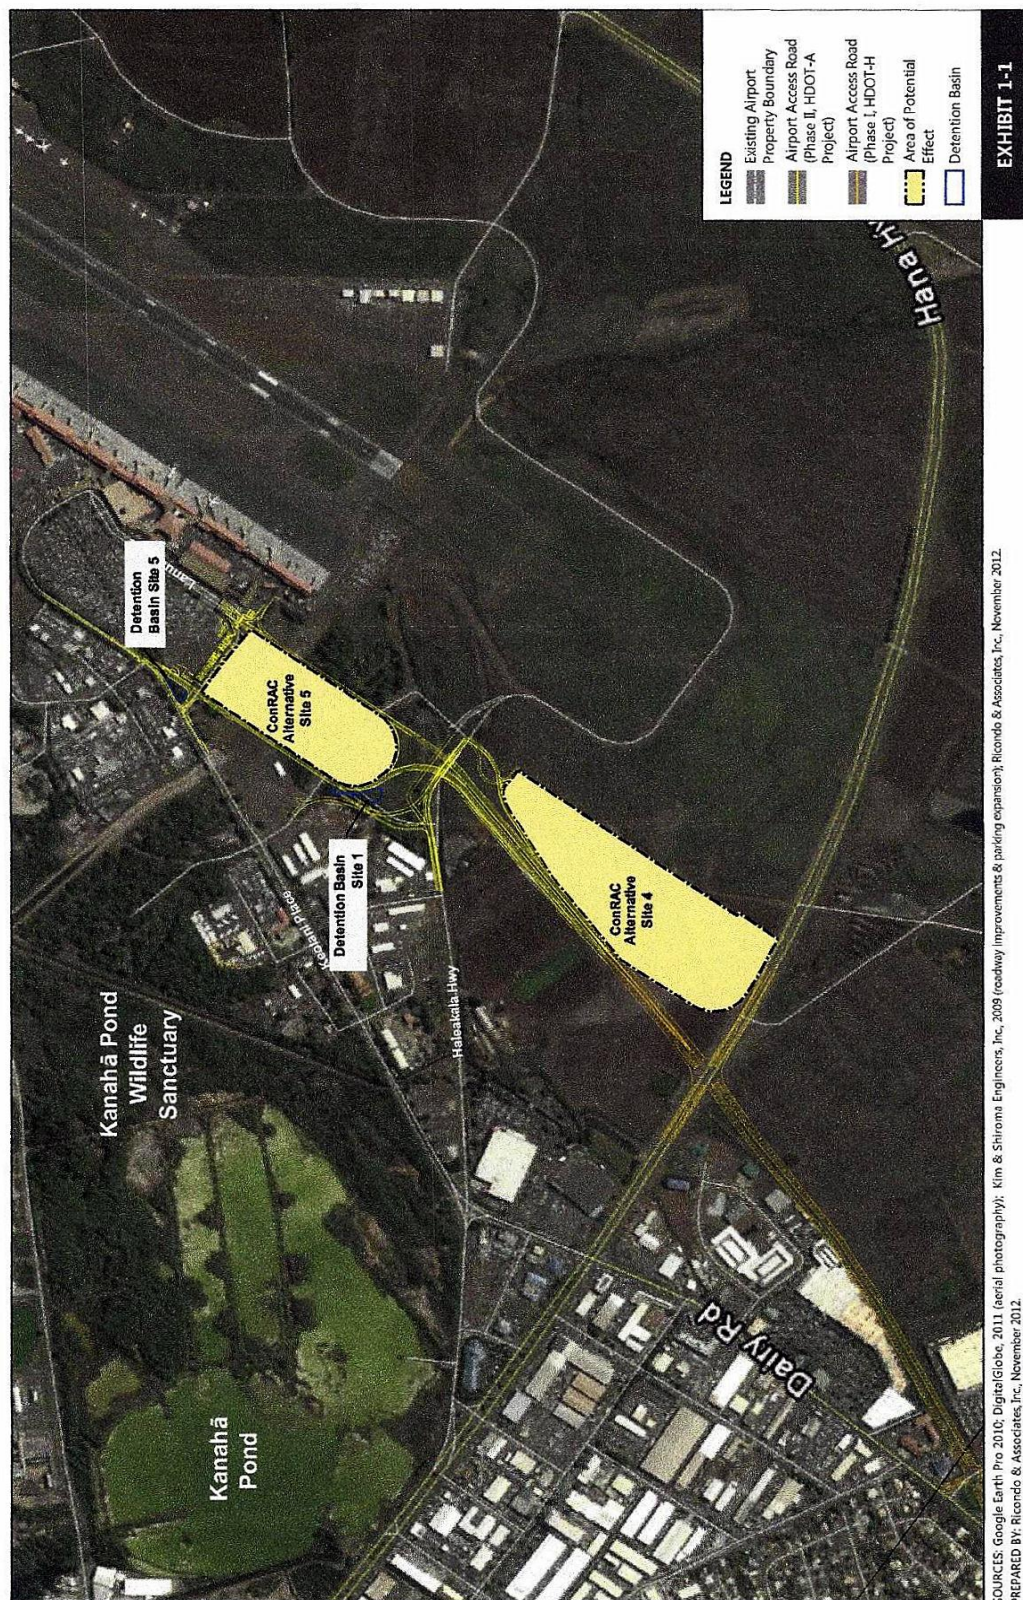 Kanahā Pond
Wildlife
Sanctuary
Kanahā
Pond
Detention
Basin Site 5
ConRAC
Alternative
Site 5
Detention Basin
Site 1
Keolani Place
Haleakala Hwy
ConRAC
Alternative
Site 4
Dairy Rd
LEGEND
Existing Airport
Property Boundary
Airport Access Road
(Phase II, HDOT-A
Project)
Airport Access Road
(Phase I, HDOT-H
Project)
Area of Potential
Effect
Detention Basin
SOURCES: Google Earth Pro 2010; DigitalGlobe, 2011 (aerial photography); Kim & Shiroma Engineers, Inc, 2009 (roadway improvements & parking expansion); Ricondo & Associates, Inc., November 2012.
PREPARED BY: Ricondo & Associates, Inc., November 2012.
EXHIBIT 1-1